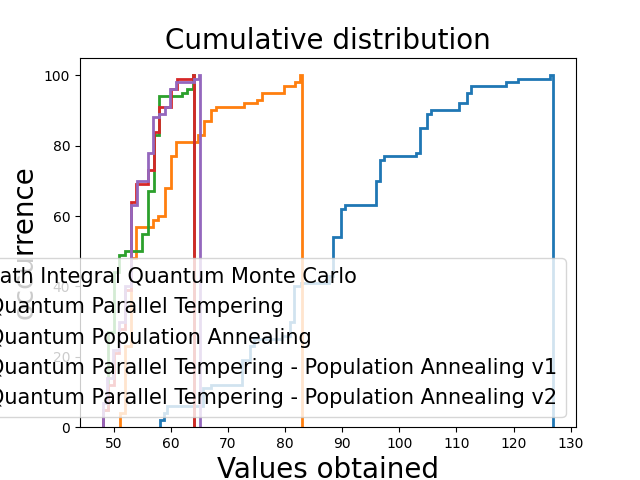 Cumulative distribution
100
80
60
40
20
0
occurrence
ath Integral Quantum Monte Carlo
Quantum Parallel Tempering
Quantum Population Annealing
Quantum Parallel Tempering - Population Annealing v1
Quantum Parallel Tempering - Population Annealing v2
50 60 70 80 90 100 110 120 130
Values obtained